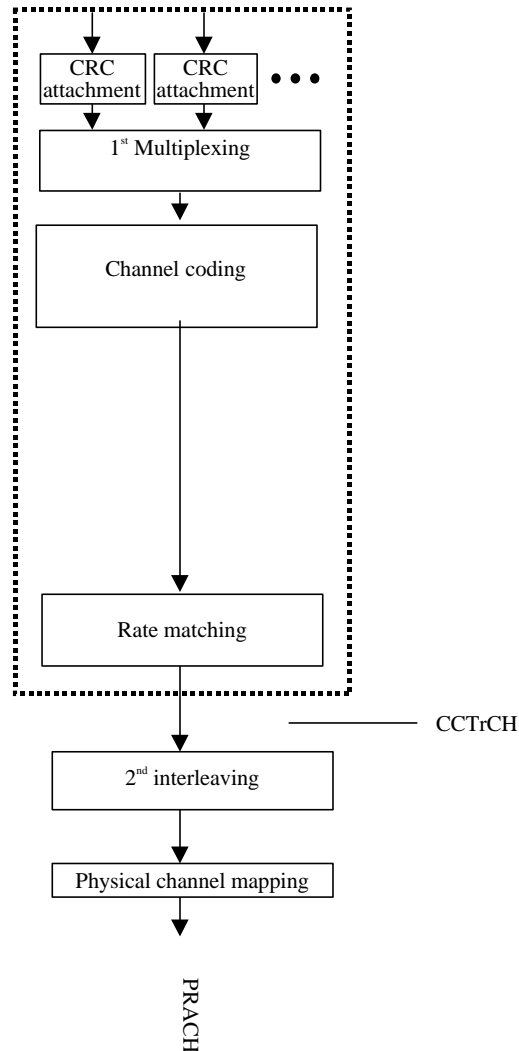 CRC
attachment
CRC
attachment
1st Multiplexing
Channel coding
Rate matching
CCTrCH
2nd interleaving
Physical channel mapping
PRACH